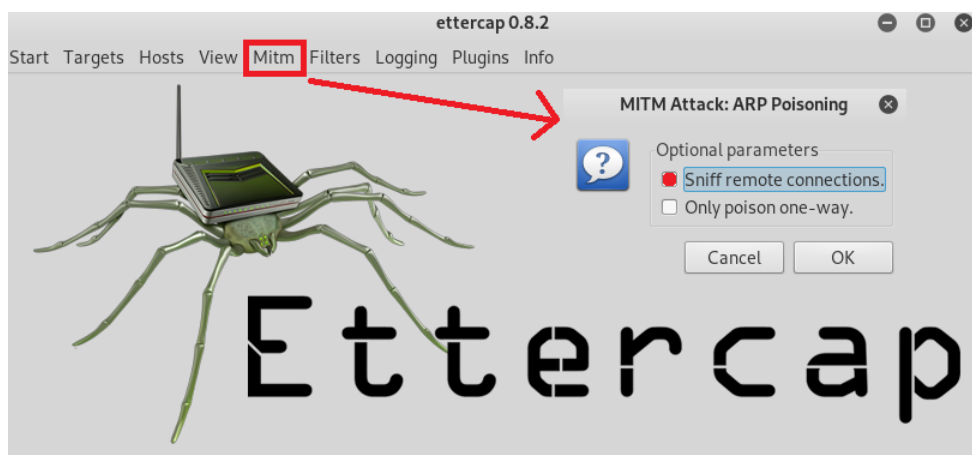 ettercap 0.8.2
Start Targets Hosts View Mitm Filters Logging Plugins Info
MITM Attack: ARP Poisoning
Optional parameters
Sniff remote connections.
Only poison one-way.
Cancel OK
Ettercap